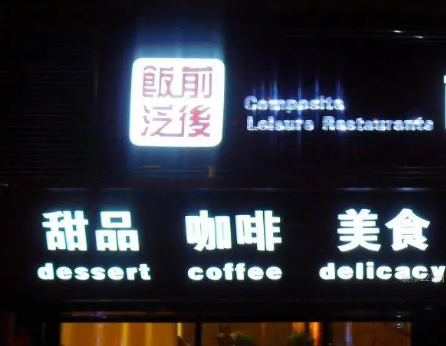 飯前
泛後
Composite
Leisure Restaurants
甜品 咖啡 美食
dessert coffee delicacy